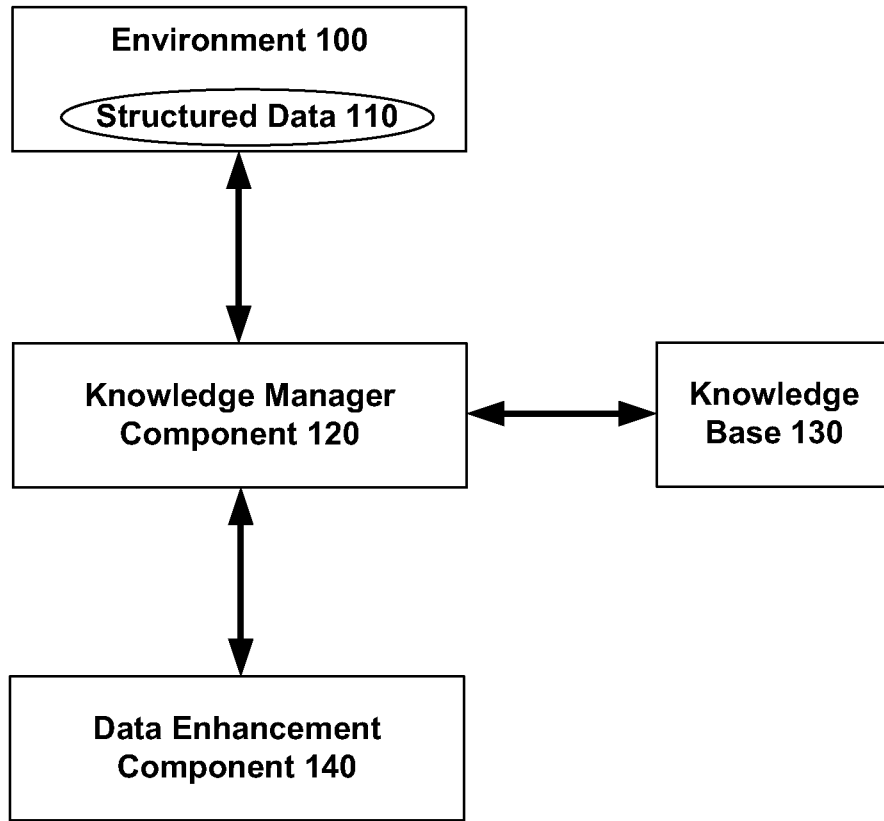 Environment 100
Structured Data 110
Knowledge Manager
Component 120
Knowledge
Base 130
Data Enhancement
Component 140